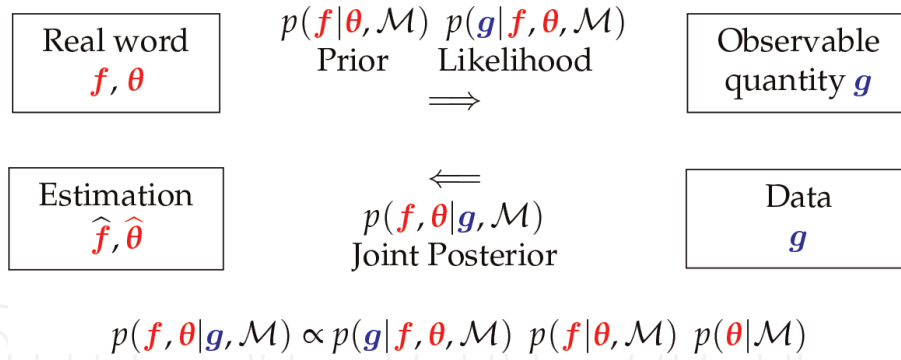 Real word
f, θ
p(f|θ, M) p(g|f, θ, M)
Prior Likelihood
⟹
Observable
quantity g
Estimation
f̂, θ̂
⟸
p(f, θ|g, M)
Joint Posterior
Data
g
p(f, θ|g, M) ∝ p(g|f, θ, M) p(f|θ, M) p(θ|M)